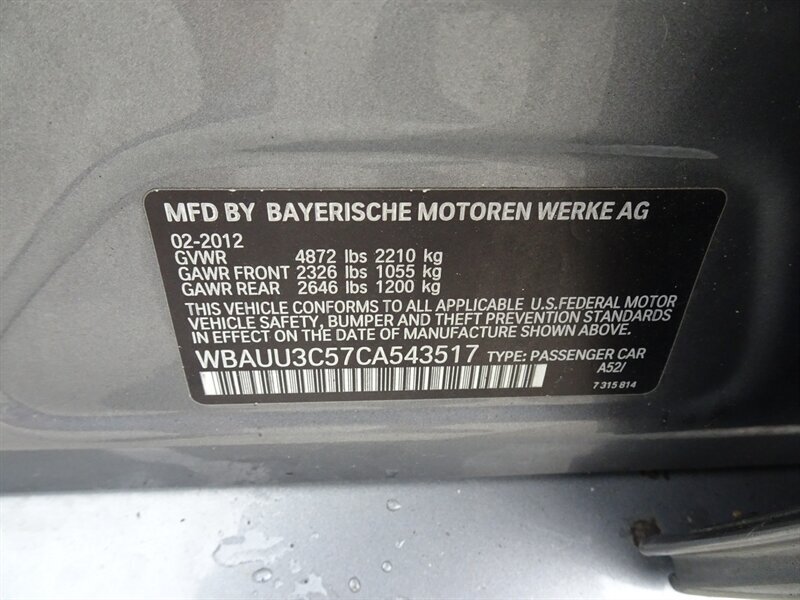 MFD BY BAYERISCHE MOTOREN WERKE AG
02-2012
GVWR 4872 lbs 2210 kg
GAWR FRONT 2326 lbs 1055 kg
GAWR REAR 2646 lbs 1200 kg
THIS VEHICLE CONFORMS TO ALL APPLICABLE U.S.FEDERAL MOTOR
VEHICLE SAFETY, BUMPER AND THEFT PREVENTION STANDARDS
IN EFFECT ON THE DATE OF MANUFACTURE SHOWN ABOVE.
WBAUU3C57CA543517 TYPE: PASSENGER CAR
A52/
7 315 814